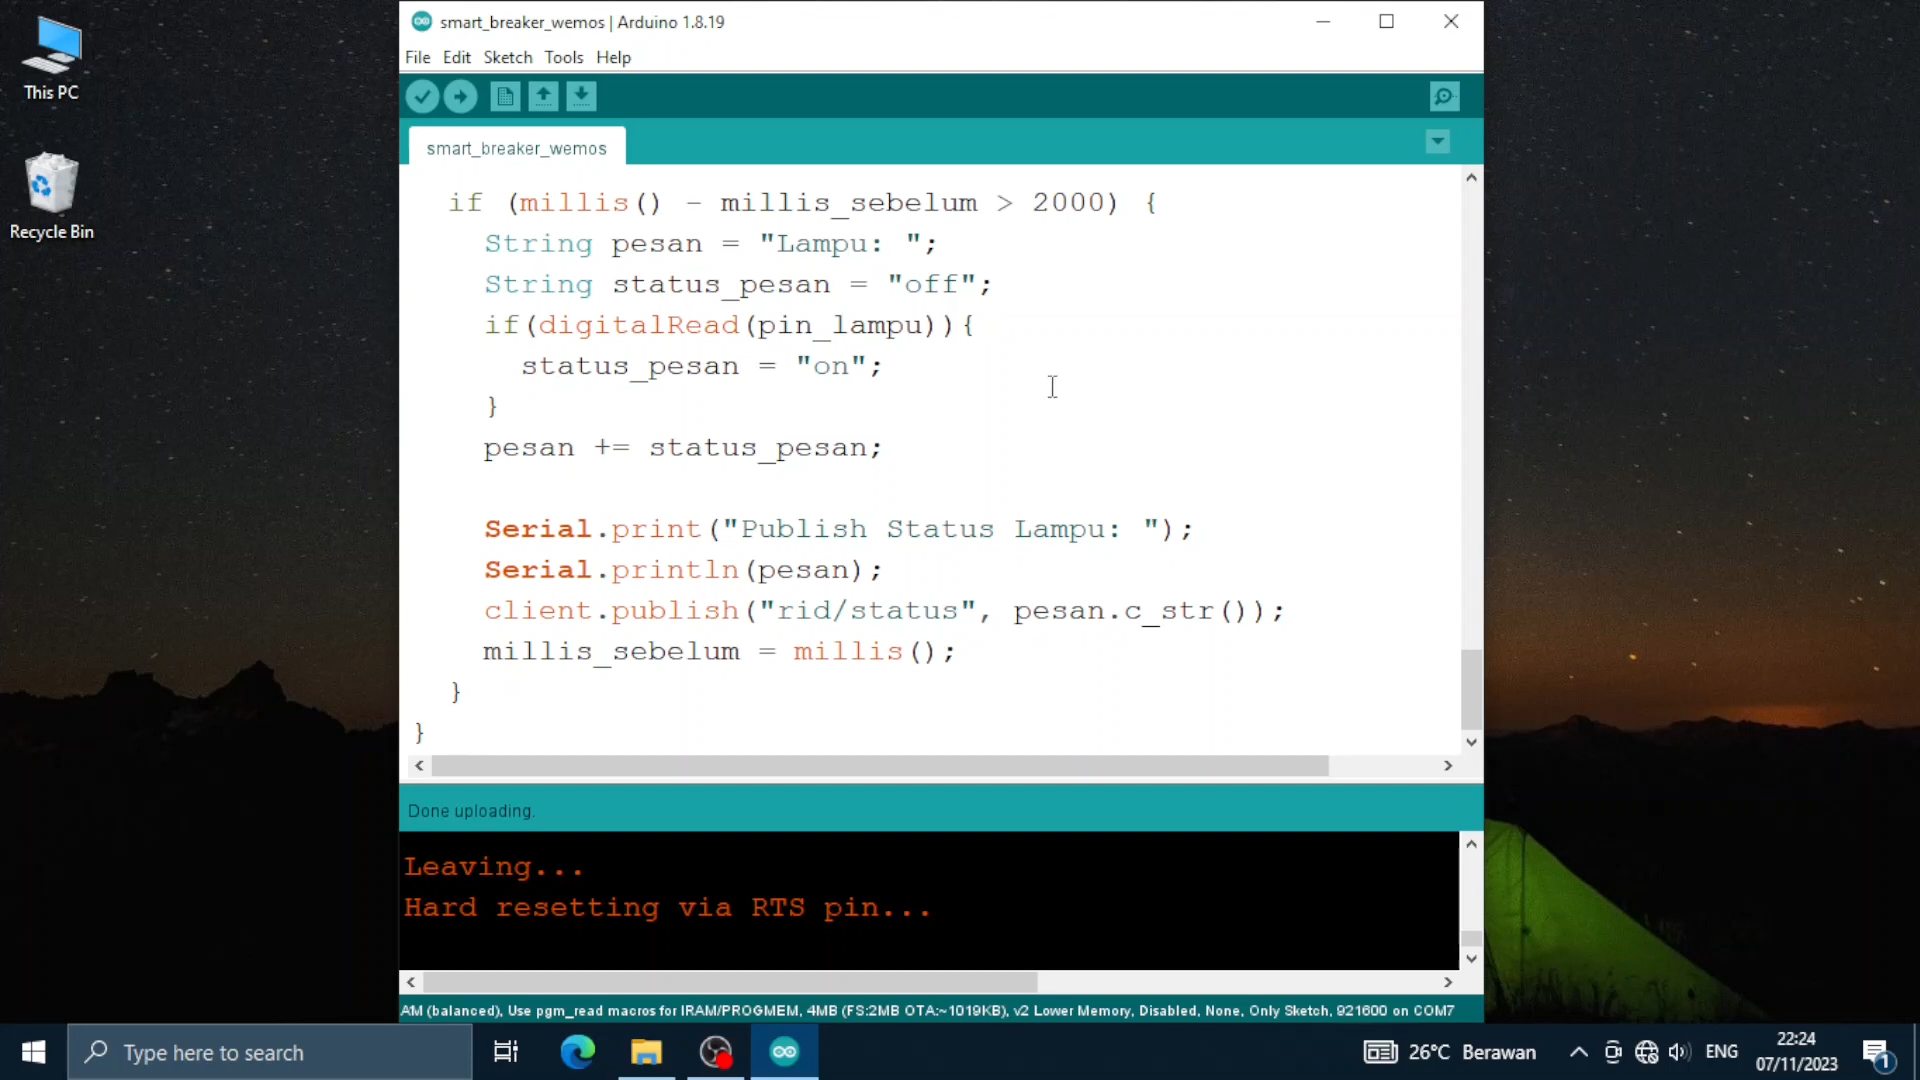 This PC
Recycle Bin
smart_breaker_wemos | Arduino 1.8.19
File Edit Sketch Tools Help
smart_breaker_wemos
if (millis() - millis_sebelum > 2000) {
String pesan = "Lampu: ";
String status_pesan = "off";
if(digitalRead(pin_lampu)){
status_pesan = "on";
}
pesan += status_pesan;
Serial.print("Publish Status Lampu: ");
Serial.println(pesan);
client.publish("rid/status", pesan.c_str());
millis_sebelum = millis();
}
}
Done uploading.
Leaving...
Hard resetting via RTS pin...
AM (balanced), Use pgm_read macros for IRAM/PROGMEM, 4MB (FS:2MB OTA:~1019KB), v2 Lower Memory, Disabled, None, Only Sketch, 921600 on COM7
Type here to search
26°C Berawan
ENG
22:24
07/11/2023
1